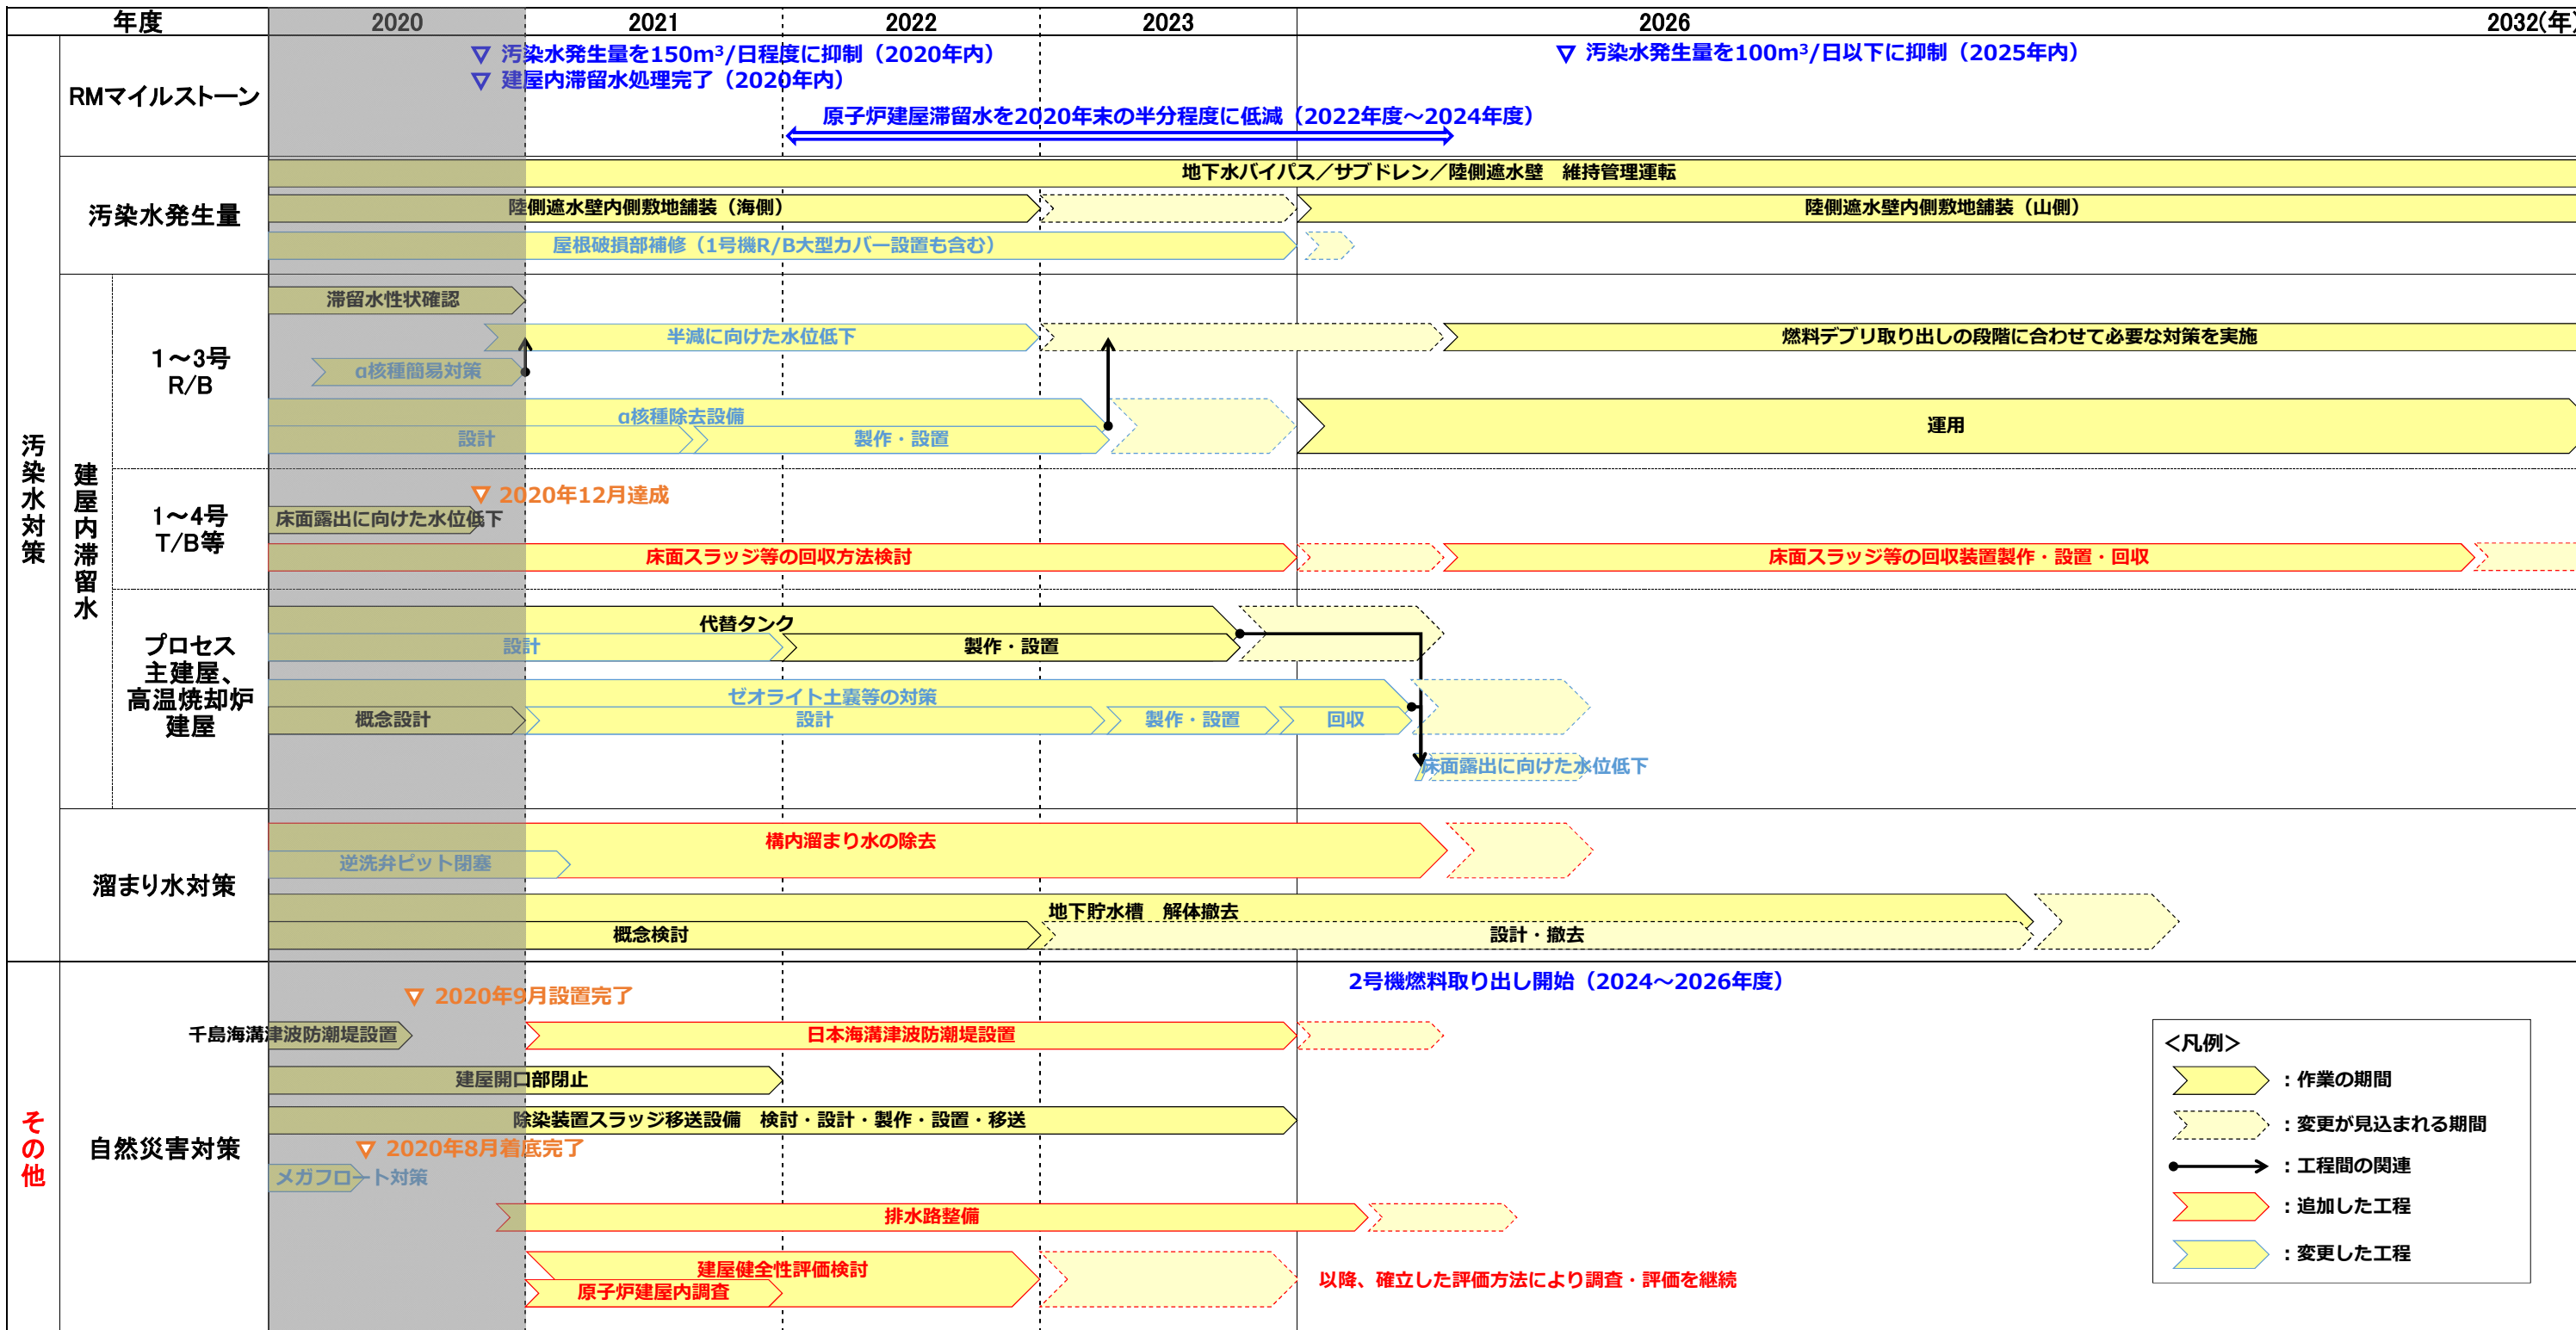 年度 2020 2021 2022 2023 2026 2032(年)
汚染水対策
RMマイルストーン
▽ 汚染水発生量を150m³/日程度に抑制（2020年内）
▽ 汚染水発生量を100m³/日以下に抑制（2025年内）
▽ 建屋内滞留水処理完了（2020年内）
原子炉建屋滞留水を2020年末の半分程度に低減（2022年度～2024年度）
汚染水発生量
地下水バイパス／サブドレン／陸側遮水壁　維持管理運転
陸側遮水壁内側敷地舗装（海側）
陸側遮水壁内側敷地舗装（山側）
屋根破損部補修（1号機R/B大型カバー設置も含む）
建屋内滞留水
1～3号
R/B
滞留水性状確認
半減に向けた水位低下
燃料デブリ取り出しの段階に合わせて必要な対策を実施
α核種簡易対策
α核種除去設備
設計
製作・設置
運用
1～4号
T/B等
▽ 2020年12月達成
床面露出に向けた水位低下
床面スラッジ等の回収方法検討
床面スラッジ等の回収装置製作・設置・回収
プロセス
主建屋、
高温焼却炉
建屋
代替タンク
設計
製作・設置
ゼオライト土嚢等の対策
概念設計
設計
製作・設置
回収
床面露出に向けた水位低下
溜まり水対策
構内溜まり水の除去
逆洗弁ピット閉塞
地下貯水槽　解体撤去
概念検討
設計・撤去
その他
自然災害対策
2号機燃料取り出し開始（2024～2026年度）
▽ 2020年9月設置完了
千島海溝津波防潮堤設置
日本海溝津波防潮堤設置
建屋開口部閉止
除染装置スラッジ移送設備　検討・設計・製作・設置・移送
▽ 2020年8月着底完了
メガフロート対策
排水路整備
建屋健全性評価検討
原子炉建屋内調査
以降、確立した評価方法により調査・評価を継続
＜凡例＞
：作業の期間
：変更が見込まれる期間
：工程間の関連
：追加した工程
：変更した工程